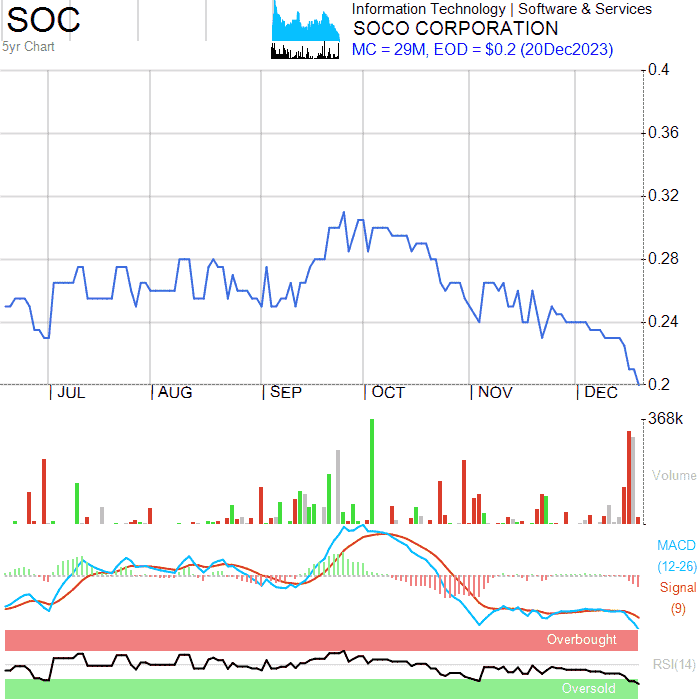 SOC
5yr Chart
Information Technology | Software & Services
SOCO CORPORATION
MC = 29M, EOD = $0.2 (20Dec2023)
0.4
0.36
0.32
0.28
0.24
0.2
JUL AUG SEP OCT NOV DEC
368k
Volume
MACD
(12-26)
Signal
(9)
Overbought
RSI(14)
Oversold